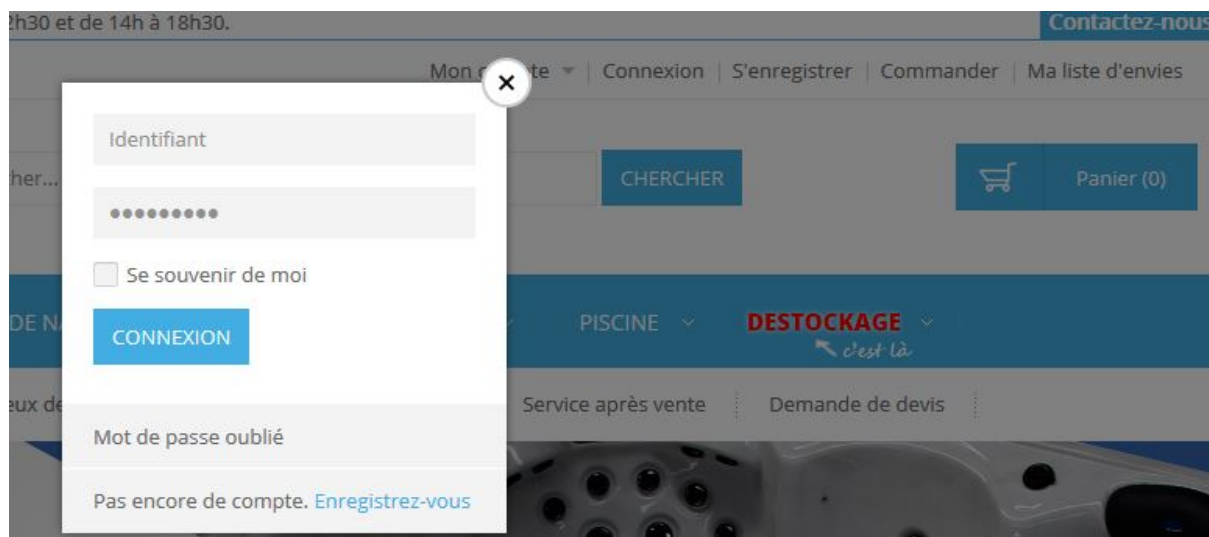 2h30 et de 14h à 18h30.
Contactez-nous
Connexion
S'enregistrer
Commander
Ma liste d'envies
Identifiant
CHERCHER
Panier (0)
Se souvenir de moi
CONNEXION
PISCINE
DESTOCKAGE
c'est là
Service après vente
Demande de devis
Mot de passe oublié
Pas encore de compte. Enregistrez-vous